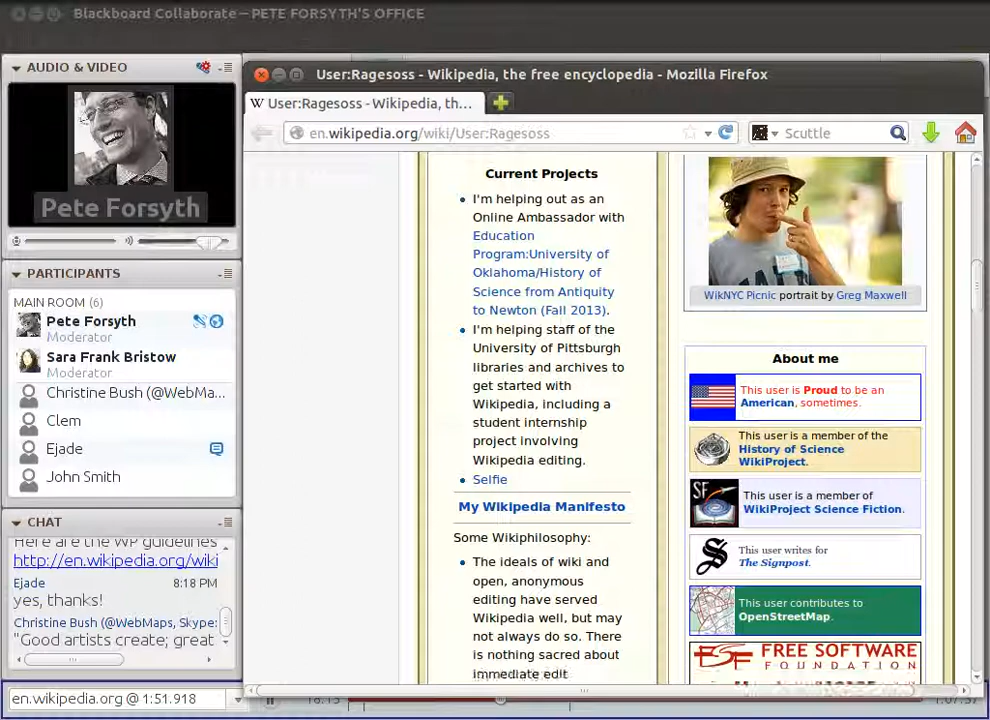 Blackboard Collaborate—PETE FORSYTH'S OFFICE
AUDIO & VIDEO
Pete Forsyth
PARTICIPANTS
MAIN ROOM (6)
Pete Forsyth
Moderator
Sara Frank Bristow
Moderator
Christine Bush (@WebMa...
Clem
Ejade
John Smith
CHAT
Here are the WP guidelines
http://en.wikipedia.org/wiki
Ejade 8:18 PM
yes, thanks!
Christine Bush (@WebMaps, Skype:
"Good artists create; great
en.wikipedia.org @ 1:51.918
User:Ragesoss - Wikipedia, the free encyclopedia - Mozilla Firefox
W User:Ragesoss - Wikipedia, th...
en.wikipedia.org/wiki/User:Ragesoss
Scuttle
Current Projects
I'm helping out as an
Online Ambassador with
Education
Program:University of
Oklahoma/History of
Science from Antiquity
to Newton (Fall 2013).
I'm helping staff of the
University of Pittsburgh
libraries and archives to
get started with
Wikipedia, including a
student internship
project involving
Wikipedia editing.
Selfie
My Wikipedia Manifesto
Some Wikiphilosophy:
The ideals of wiki and
open, anonymous
editing have served
Wikipedia well, but may
not always do so. There
is nothing sacred about
immediate edit
WikNYC Picnic portrait by Greg Maxwell
About me
This user is Proud to be an
American, sometimes.
This user is a member of the
History of Science
WikiProject.
SF
This user is a member of
WikiProject Science Fiction.
S
This user writes for
The Signpost.
This user contributes to
OpenStreetMap.
FSF FREE SOFTWARE
FOUNDATION